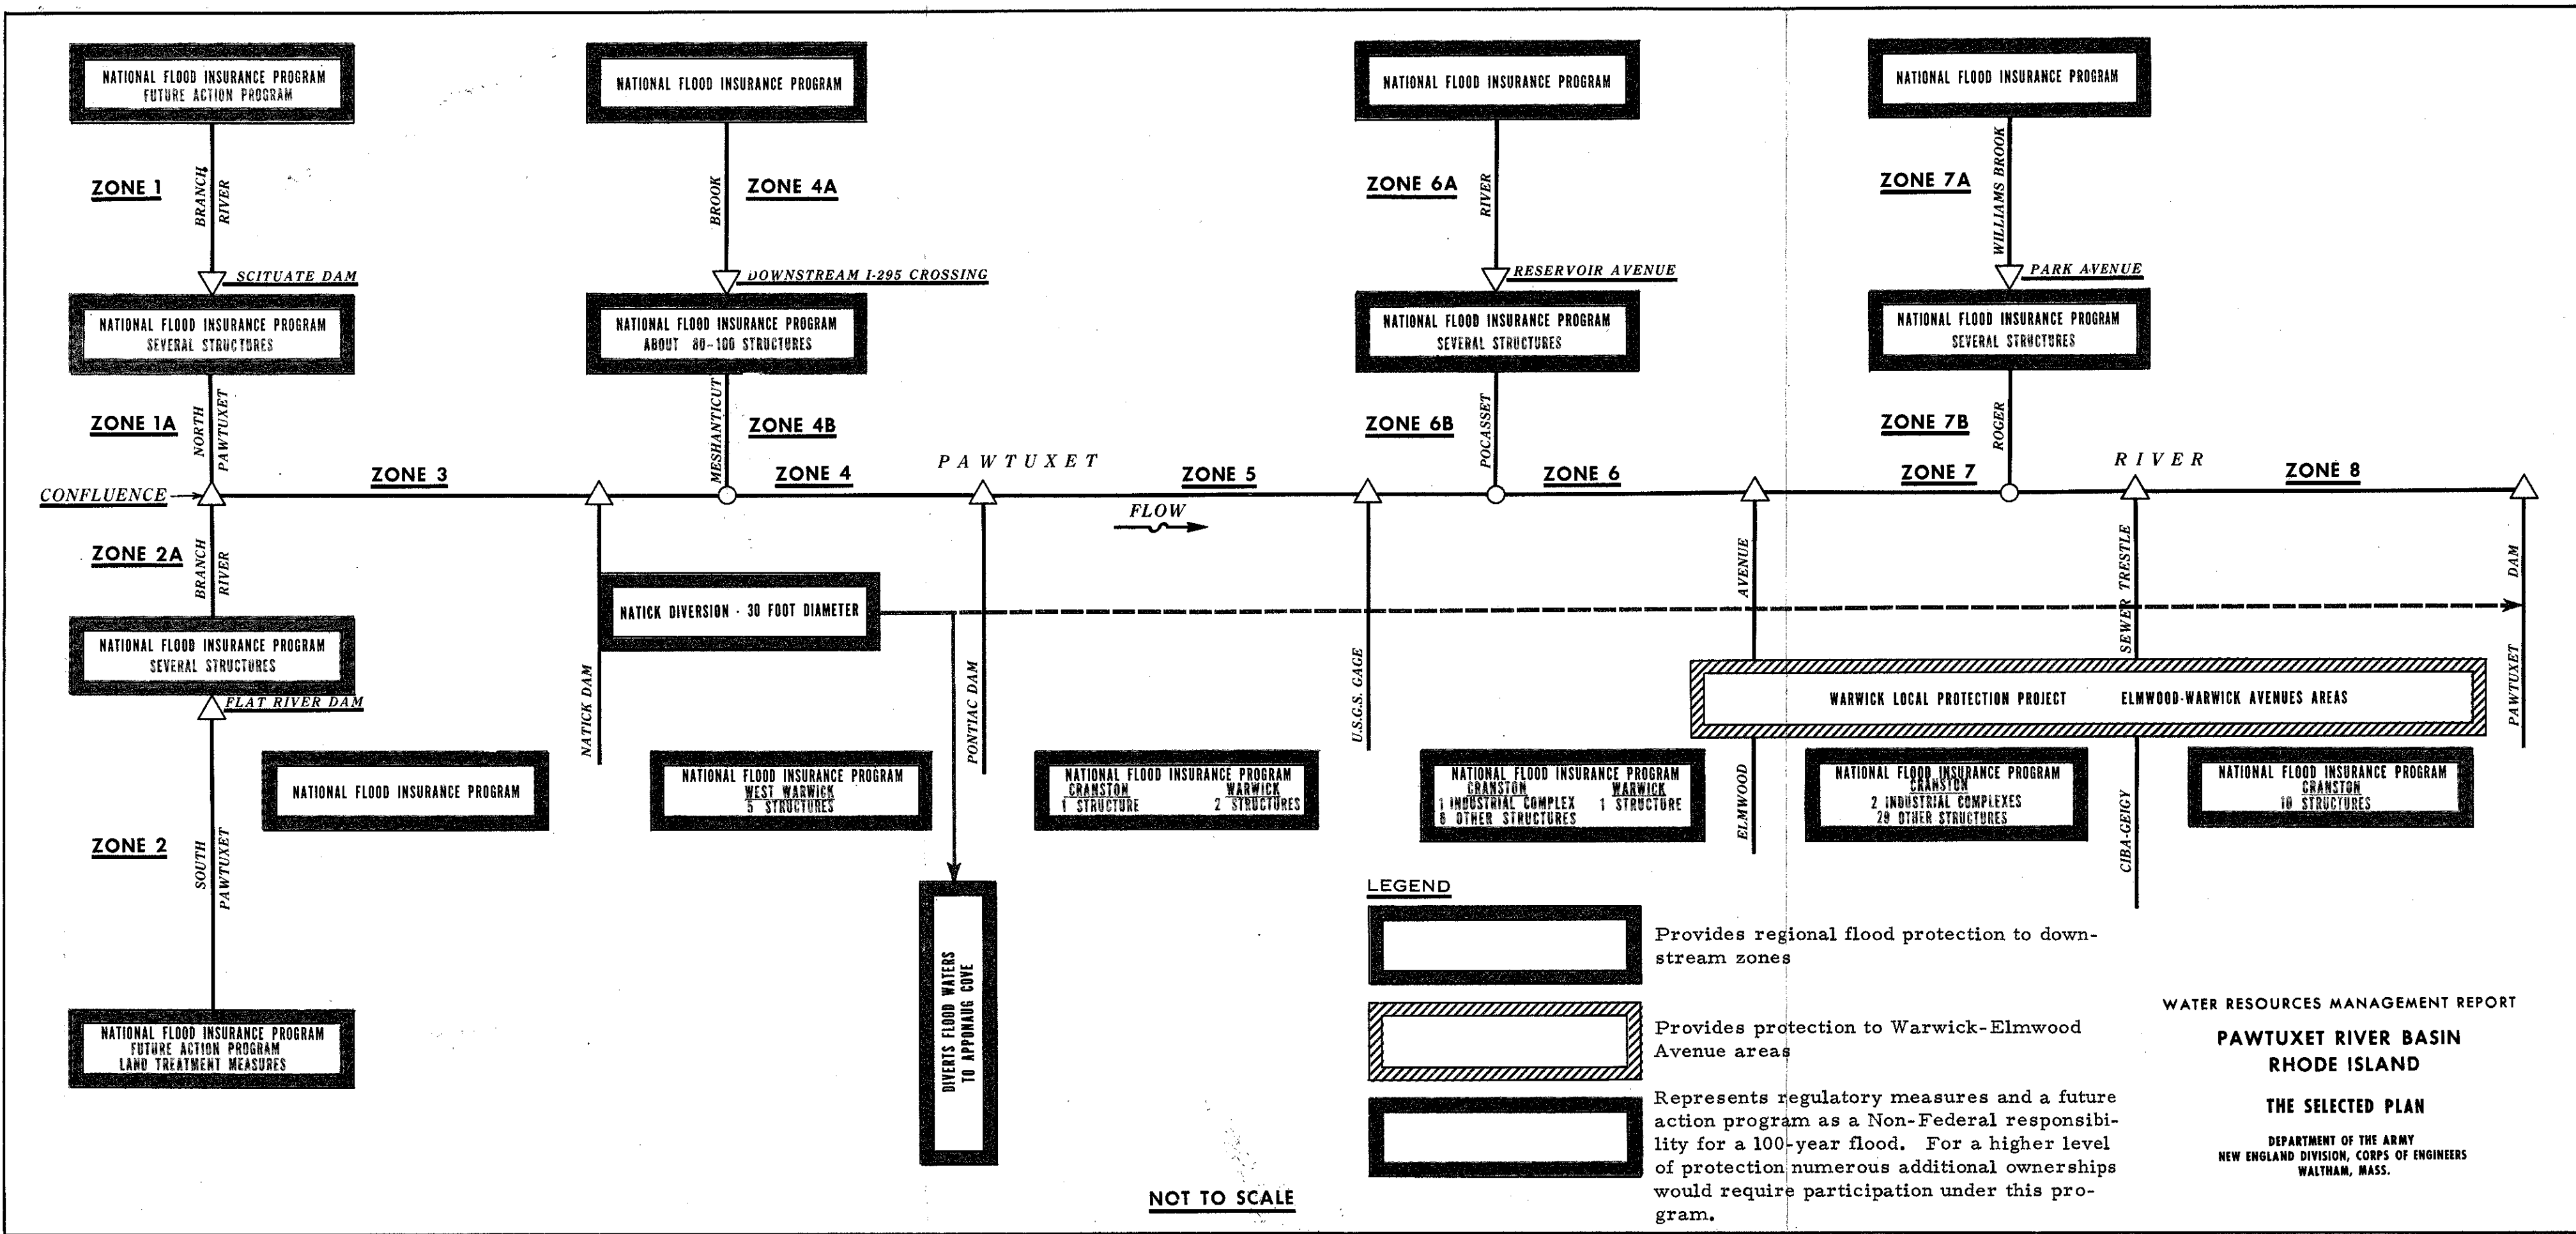 NATIONAL FLOOD INSURANCE PROGRAM
FUTURE ACTION PROGRAM
NATIONAL FLOOD INSURANCE PROGRAM
NATIONAL FLOOD INSURANCE PROGRAM
NATIONAL FLOOD INSURANCE PROGRAM
ZONE 1
BRANCH
RIVER
BROOK
ZONE 4A
ZONE 6A
RIVER
ZONE 7A
WILLIAMS BROOK
SCITUATE DAM
DOWNSTREAM I-295 CROSSING
RESERVOIR AVENUE
PARK AVENUE
NATIONAL FLOOD INSURANCE PROGRAM
SEVERAL STRUCTURES
NATIONAL FLOOD INSURANCE PROGRAM
ABOUT 80-100 STRUCTURES
NATIONAL FLOOD INSURANCE PROGRAM
SEVERAL STRUCTURES
NATIONAL FLOOD INSURANCE PROGRAM
SEVERAL STRUCTURES
ZONE 1A
NORTH
PAWTUXET
MESHANTICUT
ZONE 4B
ZONE 6B
POCASSET
ZONE 7B
ROGER
CONFLUENCE
ZONE 3
ZONE 4
PAWTUXET
ZONE 5
ZONE 6
ZONE 7
RIVER
ZONE 8
FLOW
ZONE 2A
BRANCH
RIVER
AVENUE
SEWER TRESTLE
DAM
NATICK DIVERSION - 30 FOOT DIAMETER
NATIONAL FLOOD INSURANCE PROGRAM
SEVERAL STRUCTURES
FLAT RIVER DAM
NATICK DAM
PONTIAC DAM
U.S.G.S. GAGE
WARWICK LOCAL PROTECTION PROJECT ELMWOOD-WARWICK AVENUES AREAS
PAWTUXET
NATIONAL FLOOD INSURANCE PROGRAM
NATIONAL FLOOD INSURANCE PROGRAM
WEST WARWICK
5 STRUCTURES
NATIONAL FLOOD INSURANCE PROGRAM
CRANSTON WARWICK
1 STRUCTURE 2 STRUCTURES
NATIONAL FLOOD INSURANCE PROGRAM
CRANSTON WARWICK
1 INDUSTRIAL COMPLEX 1 STRUCTURE
6 OTHER STRUCTURES
ELMWOOD
NATIONAL FLOOD INSURANCE PROGRAM
CRANSTON
2 INDUSTRIAL COMPLEXES
29 OTHER STRUCTURES
CIBA-GEIGY
NATIONAL FLOOD INSURANCE PROGRAM
CRANSTON
10 STRUCTURES
ZONE 2
SOUTH
PAWTUXET
DIVERTS FLOOD WATERS
TO APPONAUG COVE
NATIONAL FLOOD INSURANCE PROGRAM
FUTURE ACTION PROGRAM
LAND TREATMENT MEASURES
LEGEND
Provides regional flood protection to down-
stream zones
Provides protection to Warwick-Elmwood
Avenue areas
Represents regulatory measures and a future
action program as a Non-Federal responsibi-
lity for a 100-year flood. For a higher level
of protection numerous additional ownerships
would require participation under this pro-
gram.
NOT TO SCALE
WATER RESOURCES MANAGEMENT REPORT
PAWTUXET RIVER BASIN
RHODE ISLAND
THE SELECTED PLAN
DEPARTMENT OF THE ARMY
NEW ENGLAND DIVISION, CORPS OF ENGINEERS
WALTHAM, MASS.